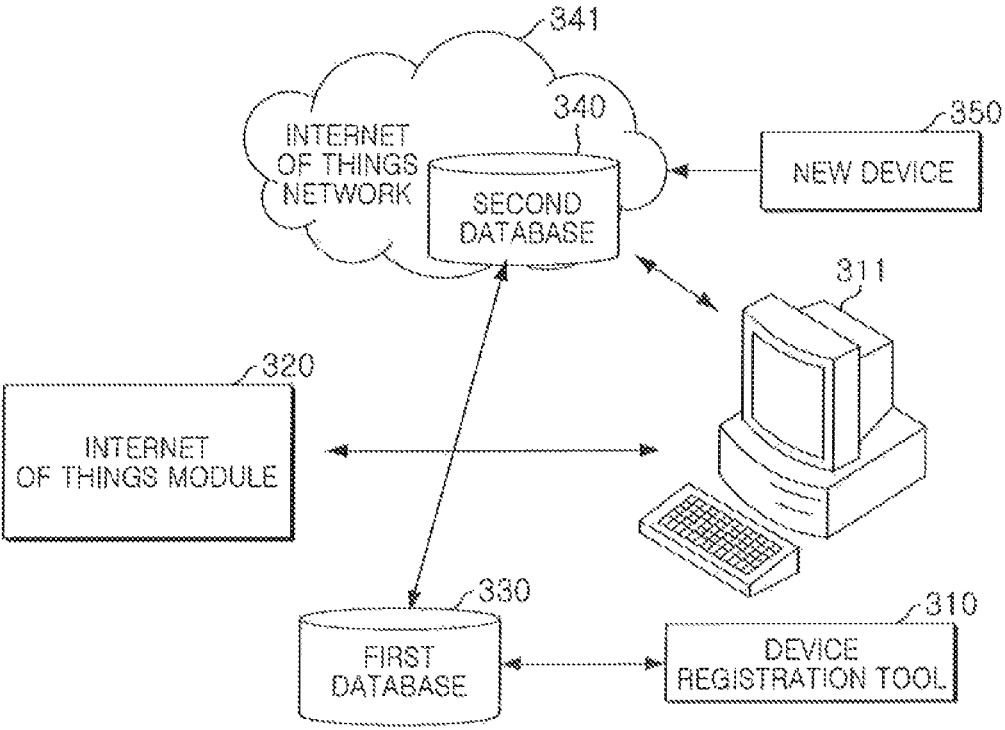 341
340
INTERNET
OF THINGS
NETWORK
SECOND
DATABASE
350
NEW DEVICE
311
320
INTERNET
OF THINGS MODULE
330
FIRST
DATABASE
310
DEVICE
REGISTRATION TOOL